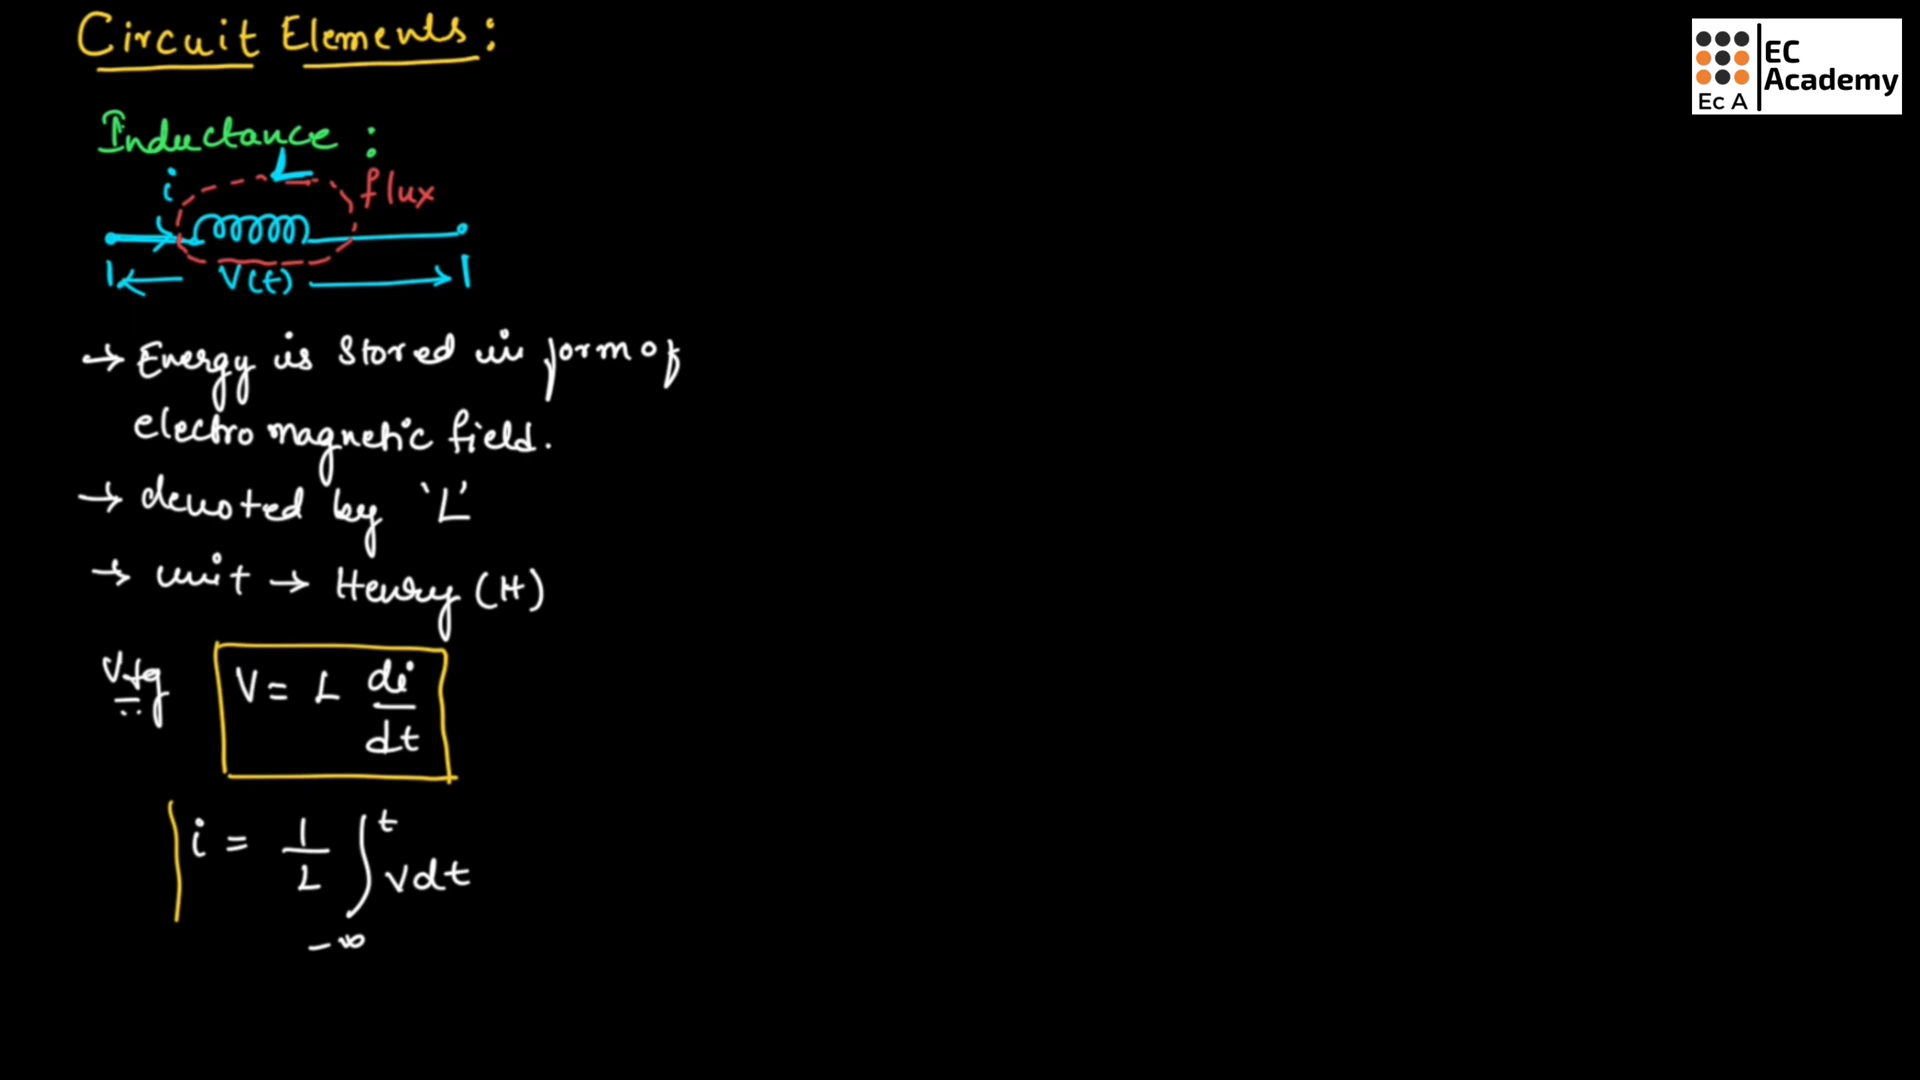 Circuit Elements:
EC
Academy
Ec A
Inductance:
L
i
flux
V(t)
→ Energy is stored in form of
electro magnetic field.
→ denoted by 'L'
→ unit → Henry (H)
Vtg V = L di/dt
i = 1/L ∫ t -∞ vdt